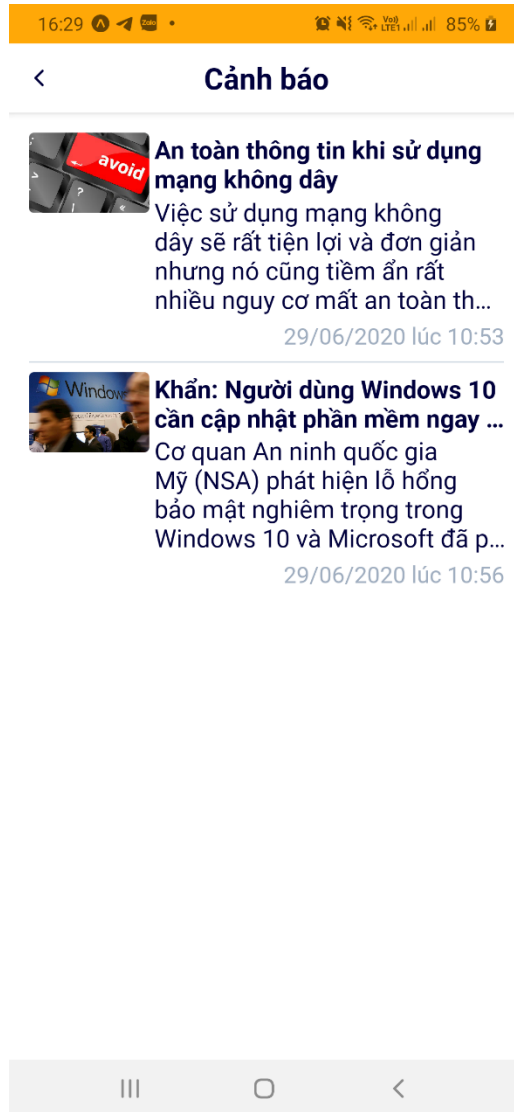 16:29 Zalo • Vo)) LTE1 85%
Cảnh báo
avoid
An toàn thông tin khi sử dụng
mạng không dây
Việc sử dụng mạng không
dây sẽ rất tiện lợi và đơn giản
nhưng nó cũng tiềm ẩn rất
nhiều nguy cơ mất an toàn th...
29/06/2020 lúc 10:53
Windows
Khẩn: Người dùng Windows 10
cần cập nhật phần mềm ngay ...
Cơ quan An ninh quốc gia
Mỹ (NSA) phát hiện lỗ hổng
bảo mật nghiêm trọng trong
Windows 10 và Microsoft đã p...
29/06/2020 lúc 10:56